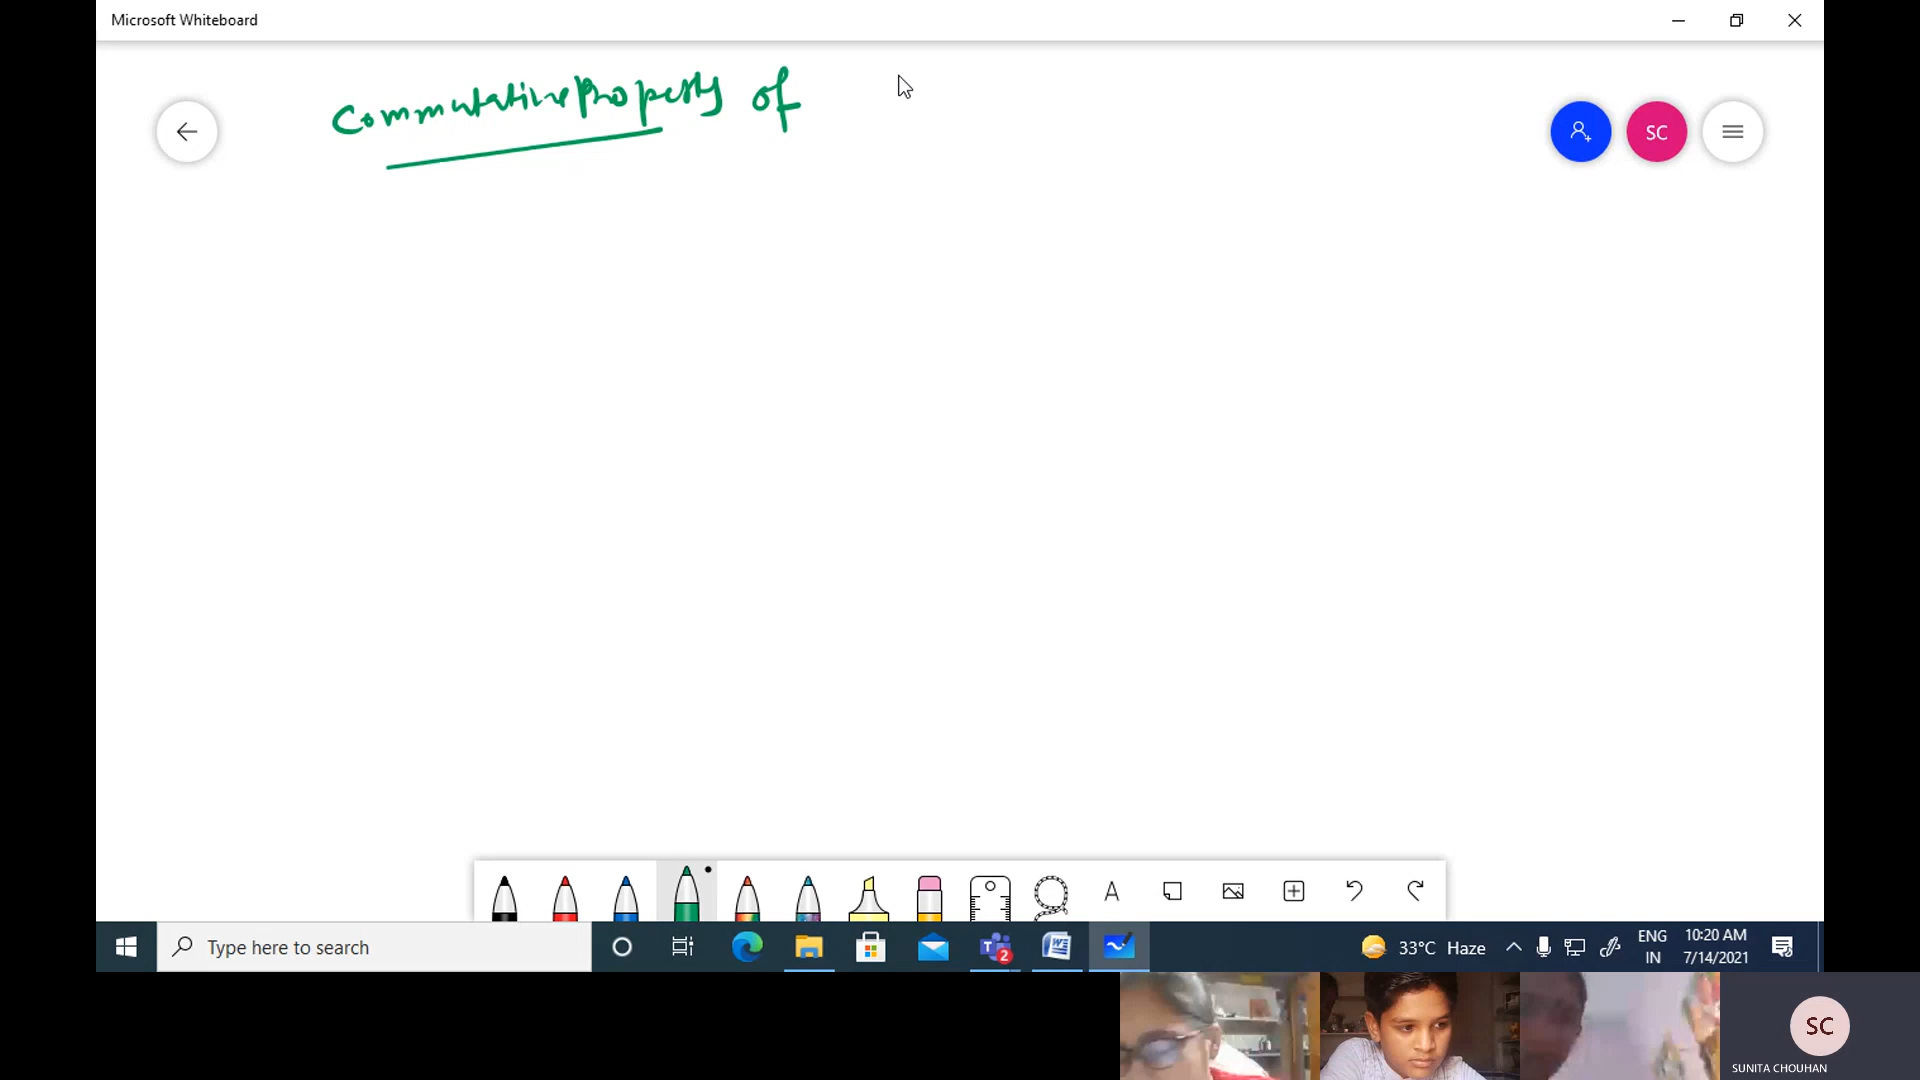 Microsoft Whiteboard
Commutative Property of
SC
A
Type here to search
2
33°C Haze
ENG
IN
10:20 AM
7/14/2021
SC
SUNITA CHOUHAN